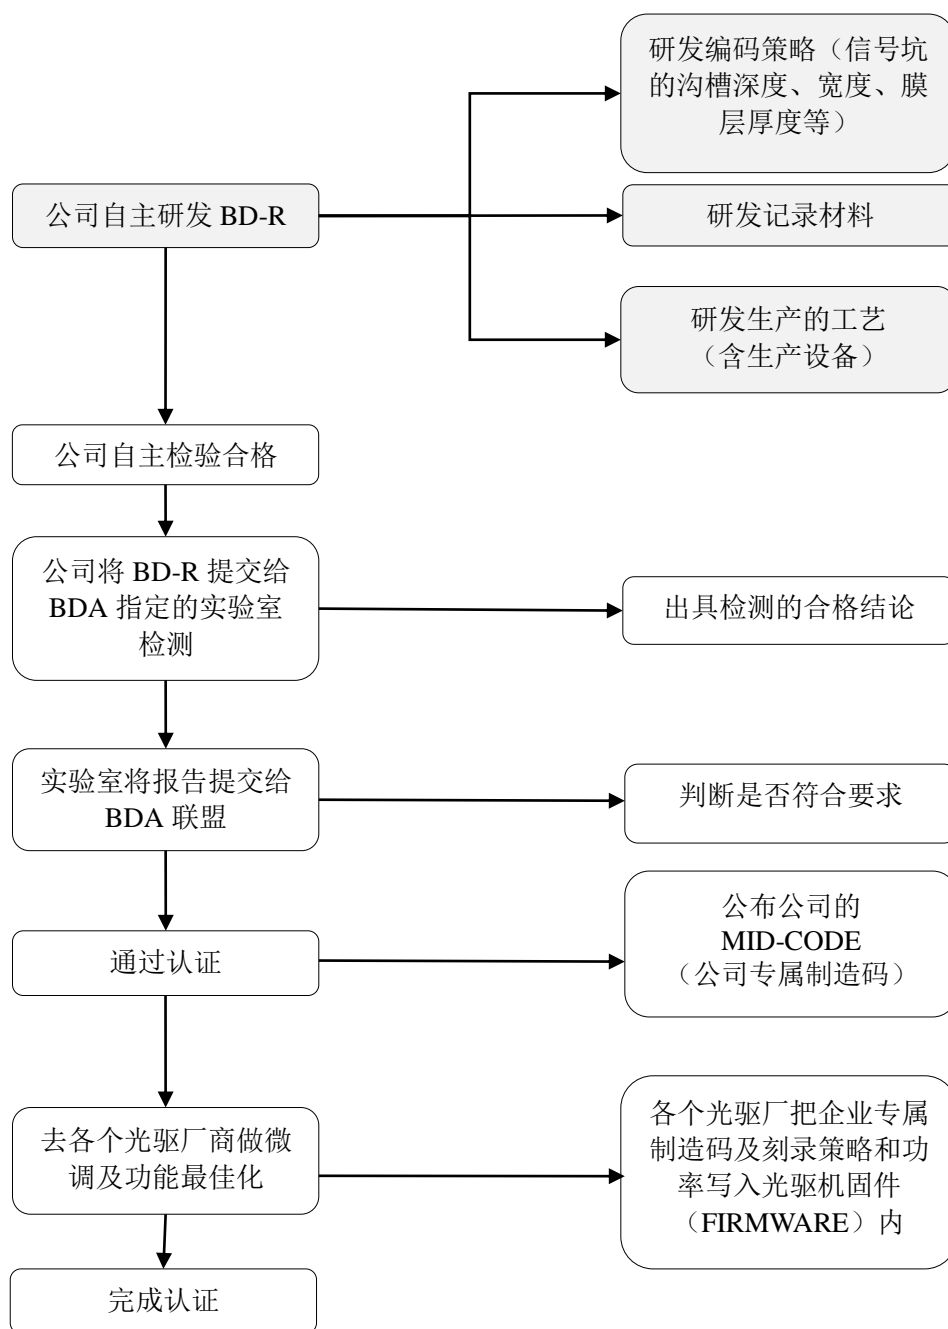 研发编码策略（信号坑
的沟槽深度、宽度、膜
层厚度等）
公司自主研发 BD-R
研发记录材料
研发生产的工艺
（含生产设备）
公司自主检验合格
公司将 BD-R 提交给
BDA 指定的实验室
检测
出具检测的合格结论
实验室将报告提交给
BDA 联盟
判断是否符合要求
通过认证
公布公司的
MID-CODE
（公司专属制造码）
去各个光驱厂商做微
调及功能最佳化
各个光驱厂把企业专属
制造码及刻录策略和功
率写入光驱机固件
（FIRMWARE）内
完成认证